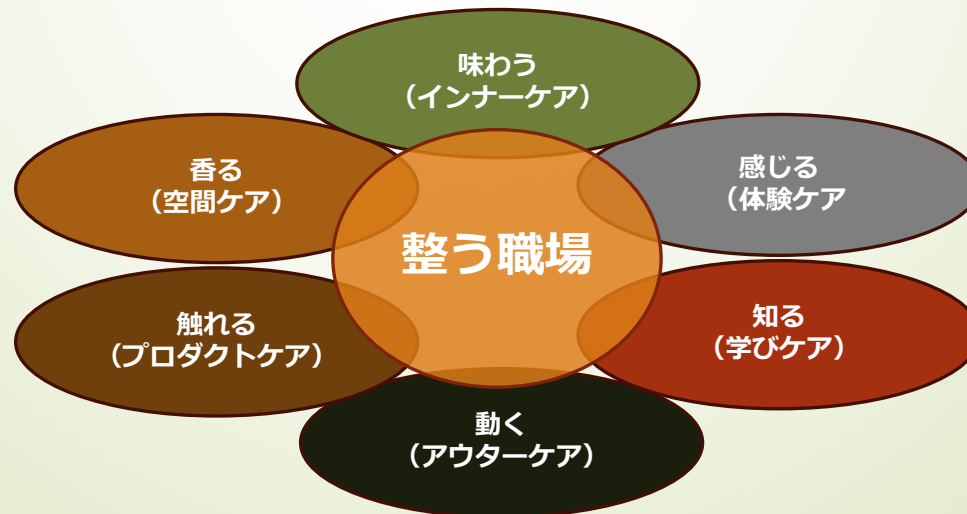 味わう
（インナーケア）
香る
（空間ケア）
感じる
（体験ケア
整う職場
触れる
（プロダクトケア）
知る
（学びケア）
動く
（アウターケア）